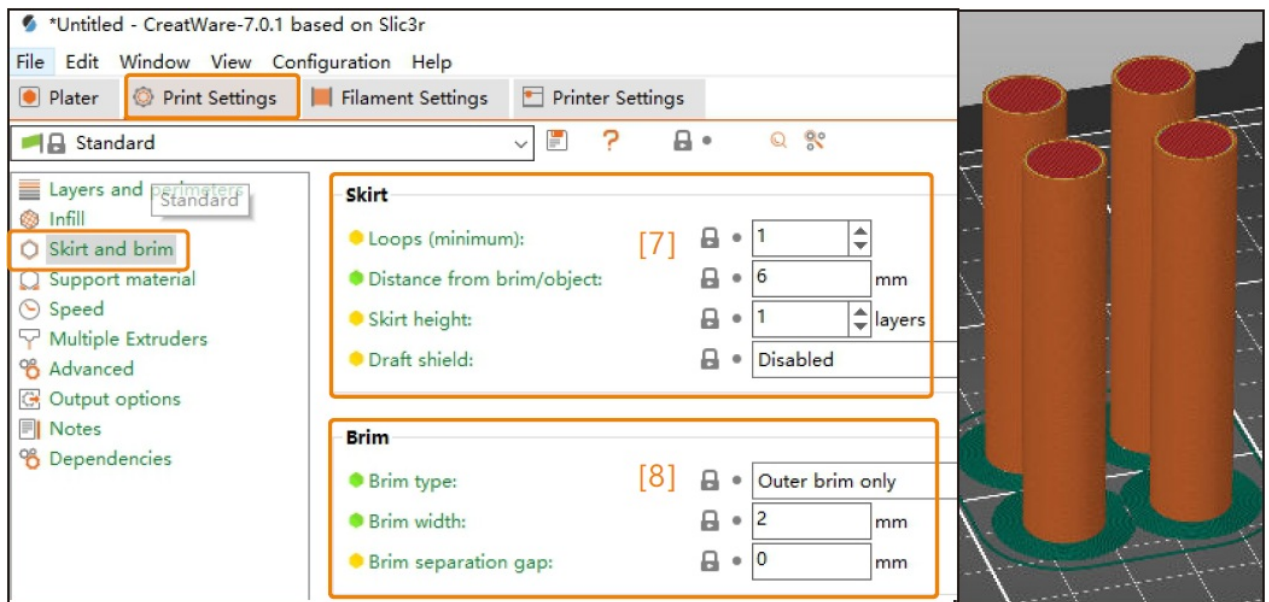 *Untitled - CreatWare-7.0.1 based on Slic3r
File Edit Window View Configuration Help
Plater Print Settings Filament Settings Printer Settings
Standard ?
Layers and perimeters
Standard
Infill
Skirt and brim
Support material
Speed
Multiple Extruders
Advanced
Output options
Notes
Dependencies
Skirt
Loops (minimum): [7] 1
Distance from brim/object: 6 mm
Skirt height: 1 layers
Draft shield: Disabled
Brim
Brim type: [8] Outer brim only
Brim width: 2 mm
Brim separation gap: 0 mm